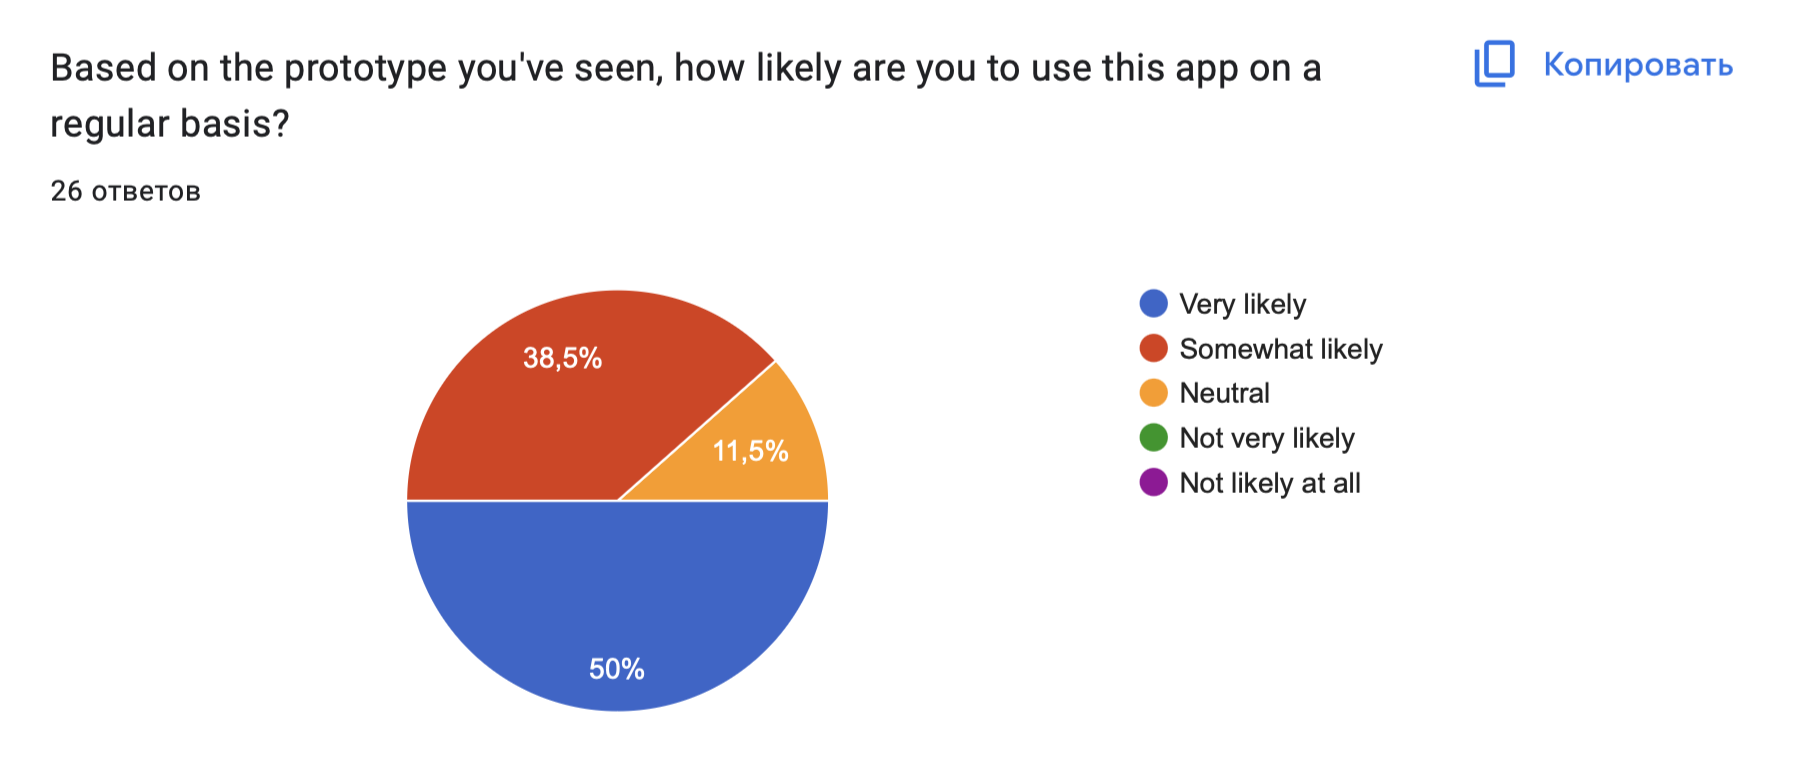 Based on the prototype you've seen, how likely are you to use this app on a
regular basis?
Копировать
26 ответов
38,5%
11,5%
50%
Very likely
Somewhat likely
Neutral
Not very likely
Not likely at all